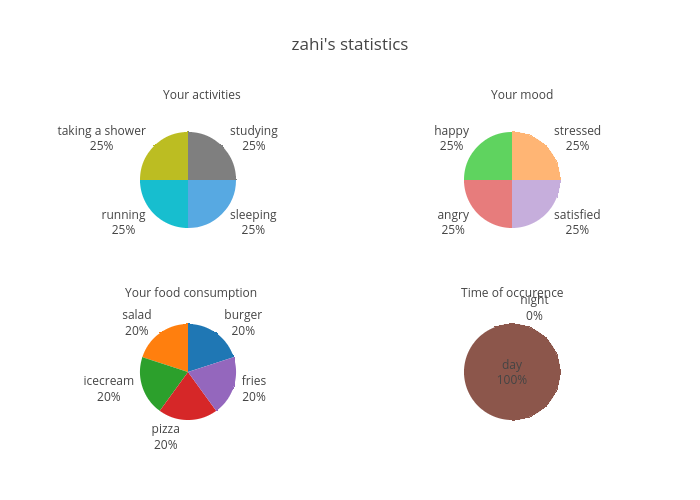 zahi's statistics
Your activities
taking a shower
25%
studying
25%
running
25%
sleeping
25%
Your mood
happy
25%
stressed
25%
angry
25%
satisfied
25%
Your food consumption
salad
20%
burger
20%
icecream
20%
fries
20%
pizza
20%
Time of occurence
night
0%
day
100%